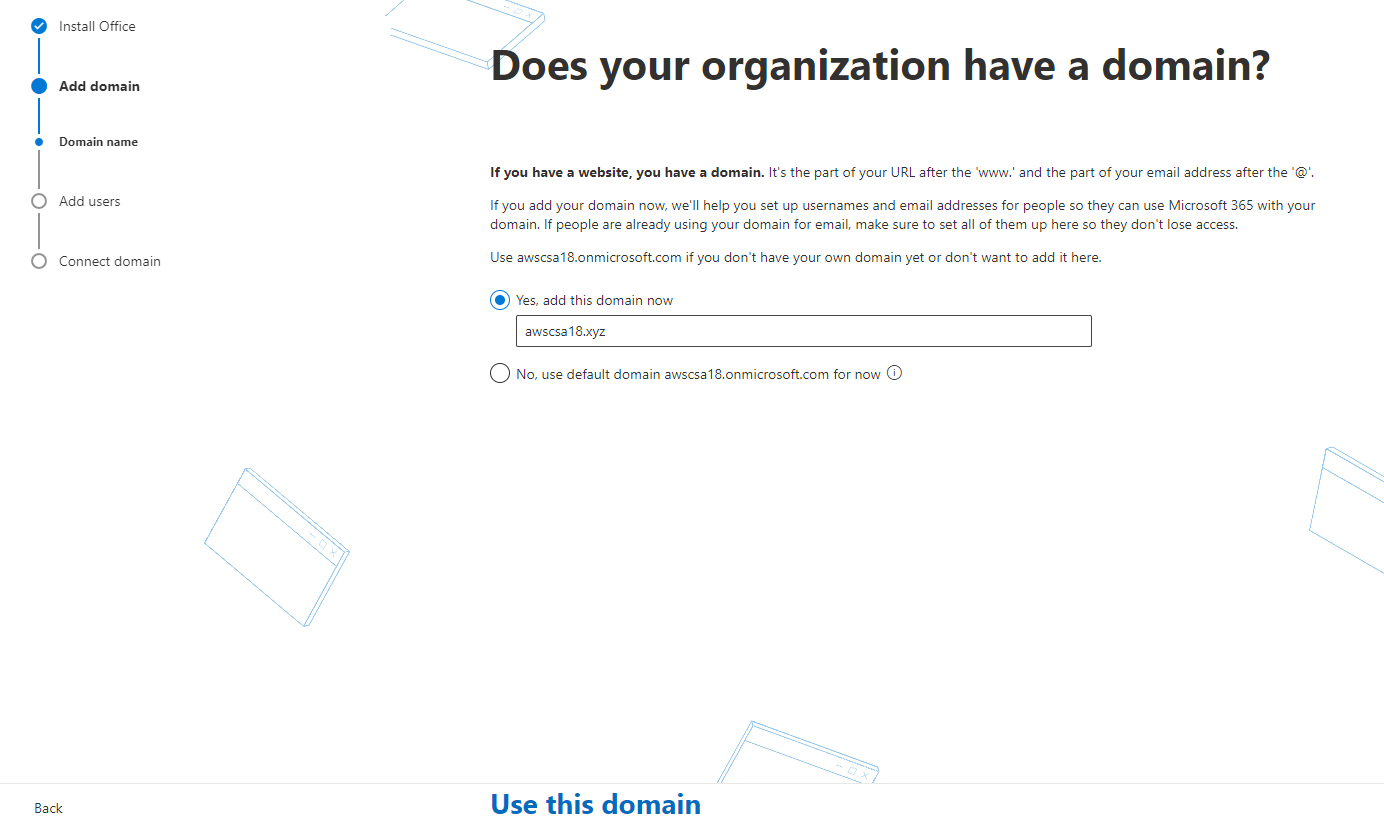 Install Office
Add domain
Domain name
Add users
Connect domain
Does your organization have a domain?
If you have a website, you have a domain. It's the part of your URL after the 'www.' and the part of your email address after the '@'.
If you add your domain now, we'll help you set up usernames and email addresses for people so they can use Microsoft 365 with your
domain. If people are already using your domain for email, make sure to set all of them up here so they don't lose access.
Use awscsa18.onmicrosoft.com if you don't have your own domain yet or don't want to add it here.
Yes, add this domain now
awscsa18.xyz
No, use default domain awscsa18.onmicrosoft.com for now
Back
Use this domain